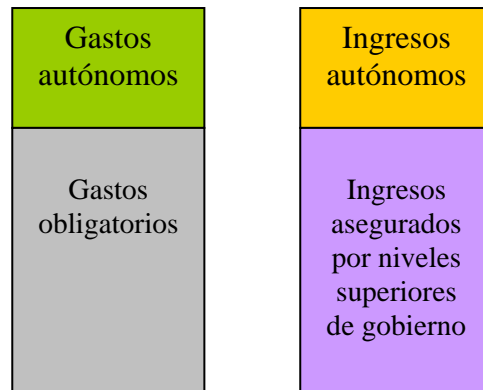 Gastos
autónomos
Gastos
obligatorios
Ingresos
autónomos
Ingresos
asegurados
por niveles
superiores
de gobierno